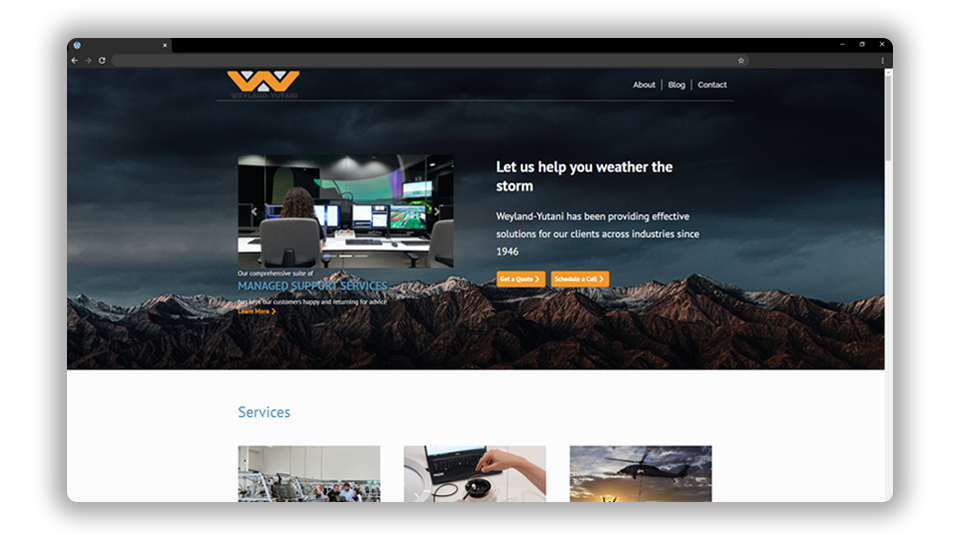 WEYLAND-YUTANI
About
Blog
Contact
Let us help you weather the
storm
Weyland-Yutani has been providing effective
solutions for our clients across industries since
1946
Get a Quote
Schedule a Call
Our comprehensive suite of
MANAGED SUPPORT SERVICES
has kept our customers happy and returning for advice
Learn More
Services